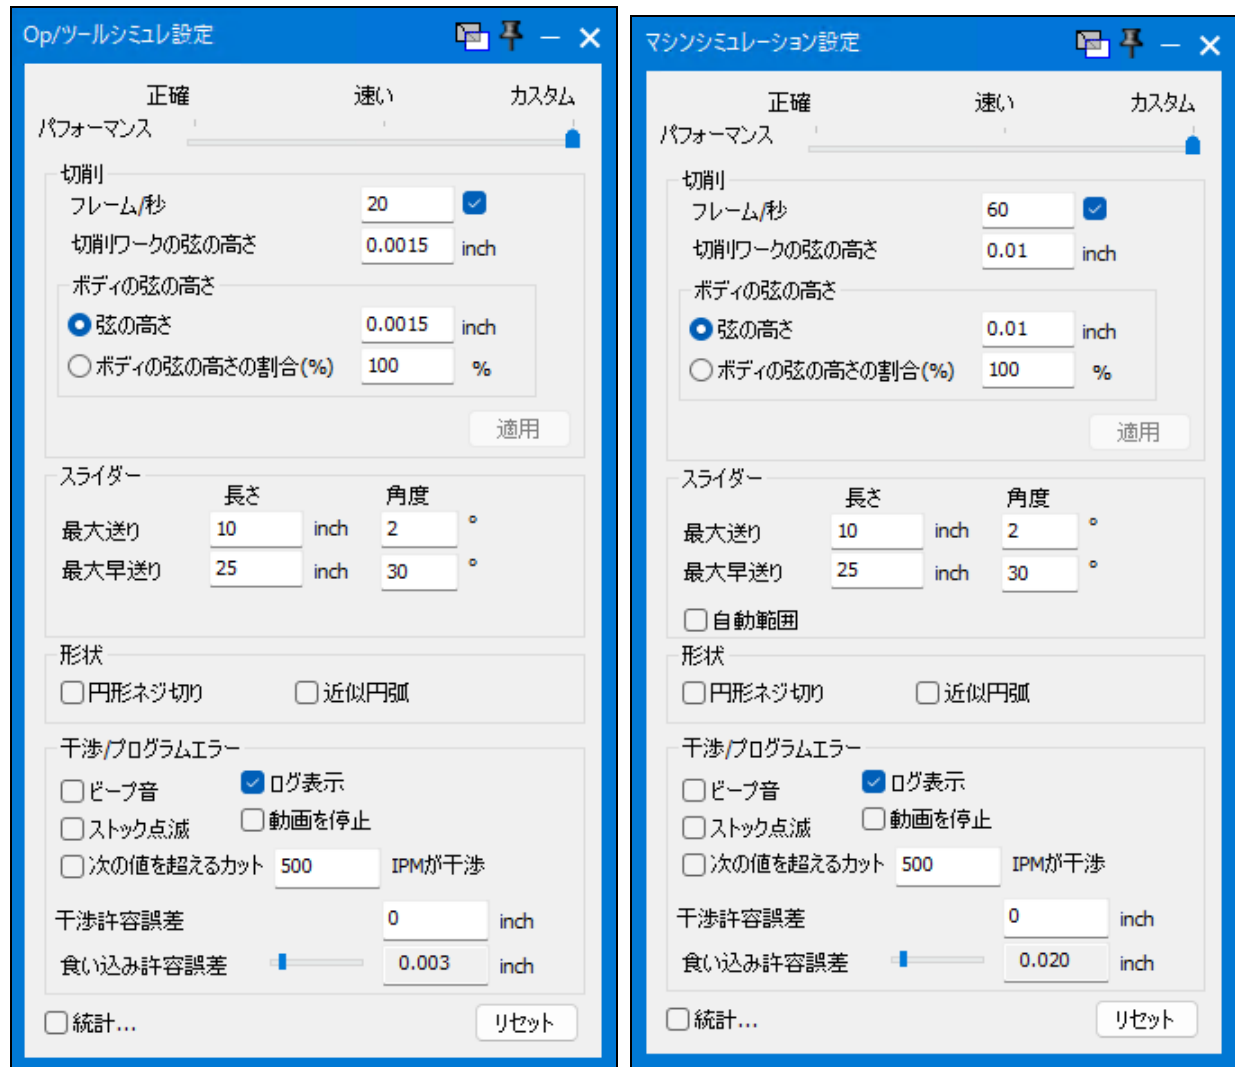 Op/ツールシミュレ設定
正確 速い カスタム
パフォーマンス
切削
フレーム/秒 20
切削ワークの弦の高さ 0.0015 inch
ボディの弦の高さ
弦の高さ 0.0015 inch
ボディの弦の高さの割合(%) 100 %
適用
スライダー
長さ 角度
最大送り 10 inch 2 °
最大早送り 25 inch 30 °
形状
円形ネジ切り 近似円弧
干渉/プログラムエラー
ビープ音 ログ表示
ストック点滅 動画を停止
次の値を超えるカット 500 IPMが干渉
干渉許容誤差 0 inch
食い込み許容誤差 0.003 inch
統計... リセット
マシンシミュレーション設定
正確 速い カスタム
パフォーマンス
切削
フレーム/秒 60
切削ワークの弦の高さ 0.01 inch
ボディの弦の高さ
弦の高さ 0.01 inch
ボディの弦の高さの割合(%) 100 %
適用
スライダー
長さ 角度
最大送り 10 inch 2 °
最大早送り 25 inch 30 °
自動範囲
形状
円形ネジ切り 近似円弧
干渉/プログラムエラー
ビープ音 ログ表示
ストック点滅 動画を停止
次の値を超えるカット 500 IPMが干渉
干渉許容誤差 0 inch
食い込み許容誤差 0.020 inch
統計... リセット